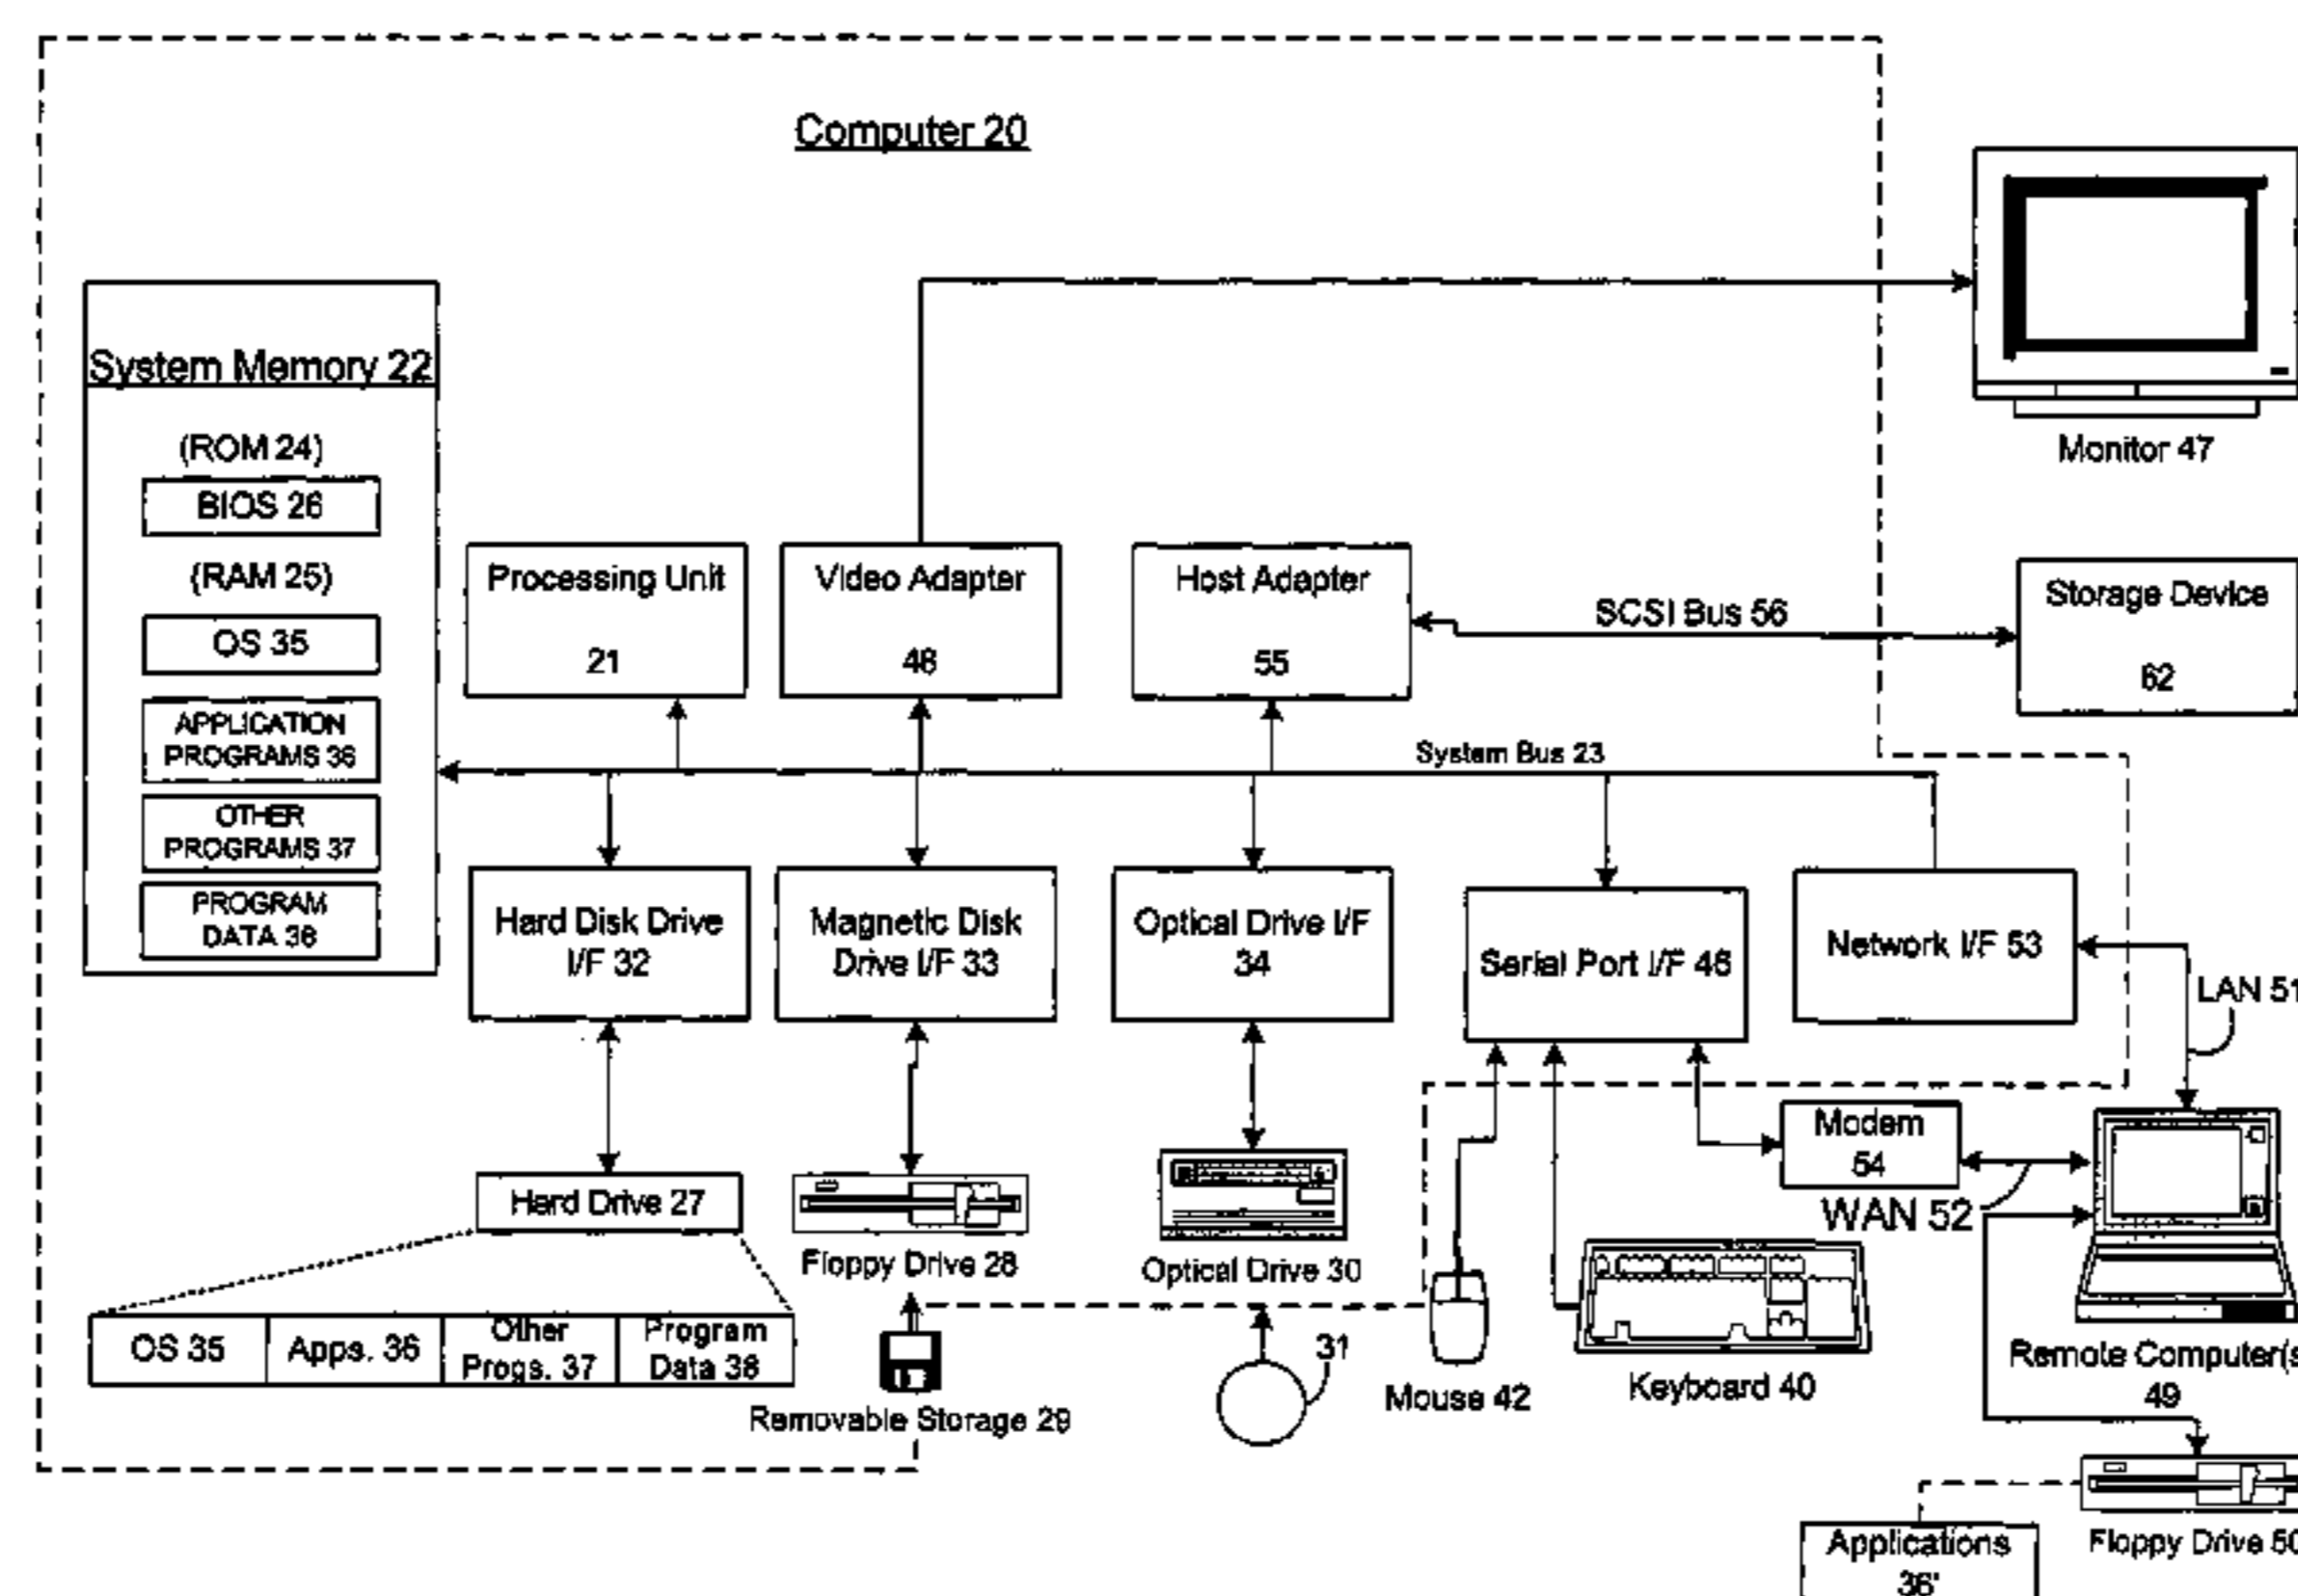 Computer 20
System Memory 22
(ROM 24)
BIOS 26
(RAM 25)
OS 35
APPLICATION
PROGRAMS 36
OTHER
PROGRAMS 37
PROGRAM
DATA 38
Processing Unit
21
Video Adapter
48
Host Adapter
55
SCSI Bus 56
Monitor 47
Storage Device
62
System Bus 23
Hard Disk Drive
I/F 32
Magnetic Disk
Drive I/F 33
Optical Drive I/F
34
Serial Port I/F 46
Network I/F 53
LAN 51
Modem
54
WAN 52
Hard Drive 27
Floppy Drive 28
Optical Drive 30
OS 35
Apps. 36
Other
Progs. 37
Program
Data 38
Removable Storage 29
31
Mouse 42
Keyboard 40
Remote Computer(s
49
Floppy Drive 50
Applications
36'